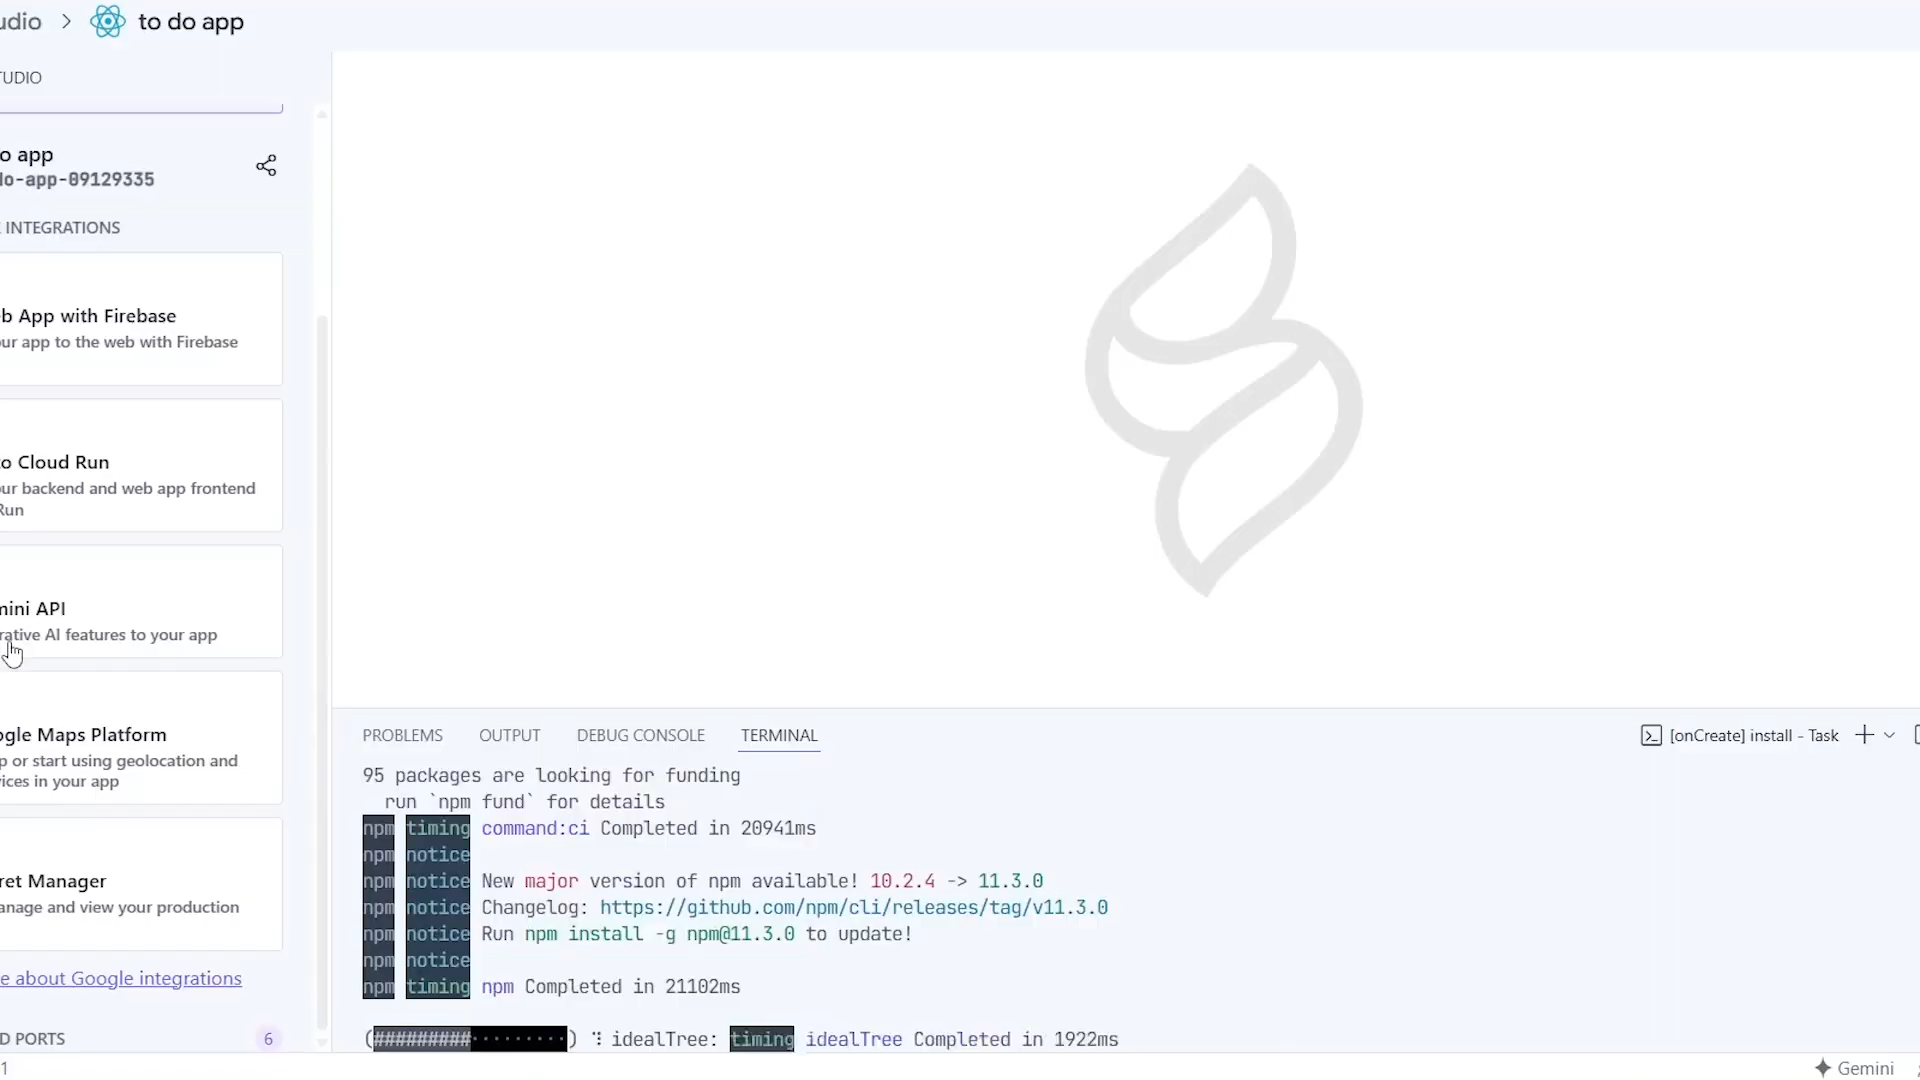 udio > to do app
TUDIO
o app
do-app-09129335
INTEGRATIONS
b App with Firebase
ur app to the web with Firebase
to Cloud Run
ur backend and web app frontend
Run
mini API
rative AI features to your app
ogle Maps Platform
p or start using geolocation and
vices in your app
ret Manager
anage and view your production
e about Google integrations
D PORTS 6
PROBLEMS OUTPUT DEBUG CONSOLE TERMINAL [onCreate] install - Task
95 packages are looking for funding
run `npm fund` for details
npm timing command:ci Completed in 20941ms
npm notice
npm notice New major version of npm available! 10.2.4 -> 11.3.0
npm notice Changelog: https://github.com/npm/cli/releases/tag/v11.3.0
npm notice Run npm install -g npm@11.3.0 to update!
npm notice
npm timing npm Completed in 21102ms
(#########·········) ⠹ idealTree: timing idealTree Completed in 1922ms
1 Gemini